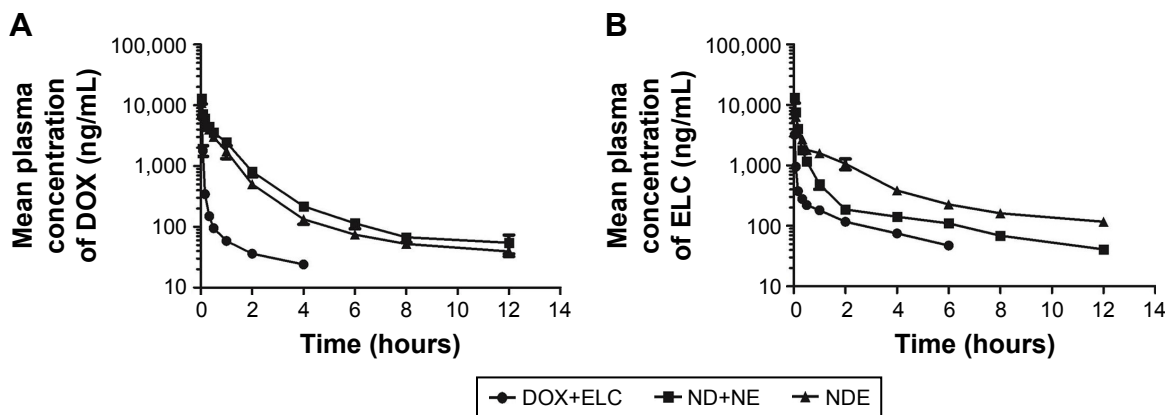 A
Mean plasma
concentration
of DOX (ng/mL)
100,000
10,000
1,000
100
10
0 2 4 6 8 10 12 14
Time (hours)
B
Mean plasma
concentration
of ELC (ng/mL)
100,000
10,000
1,000
100
10
0 2 4 6 8 10 12 14
Time (hours)
DOX+ELC ND+NE NDE